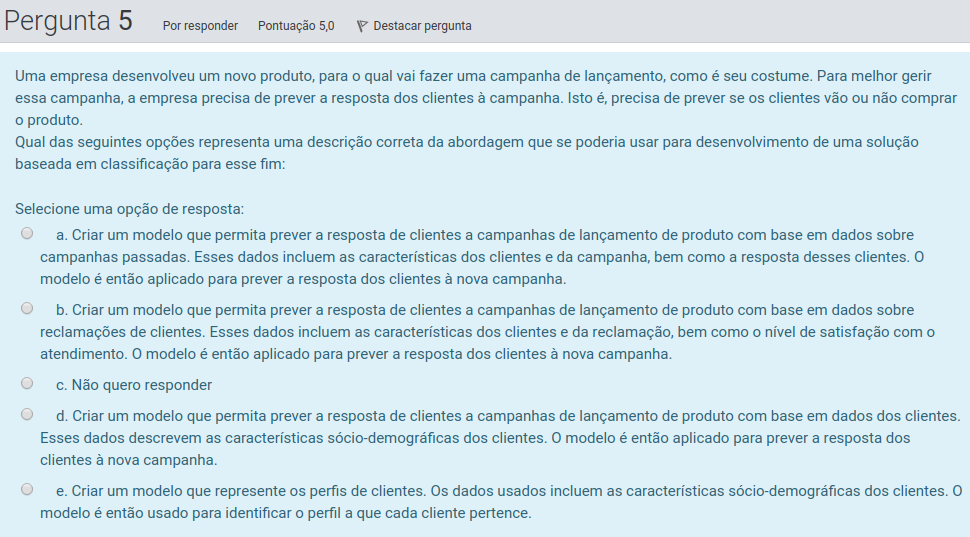 Pergunta 5 Por responder Pontuação 5,0 Destacar pergunta
Uma empresa desenvolveu um novo produto, para o qual vai fazer uma campanha de lançamento, como é seu costume. Para melhor gerir
essa campanha, a empresa precisa de prever a resposta dos clientes à campanha. Isto é, precisa de prever se os clientes vão ou não comprar
o produto.
Qual das seguintes opções representa uma descrição correta da abordagem que se poderia usar para desenvolvimento de uma solução
baseada em classificação para esse fim:
Selecione uma opção de resposta:
a. Criar um modelo que permita prever a resposta de clientes a campanhas de lançamento de produto com base em dados sobre
campanhas passadas. Esses dados incluem as características dos clientes e da campanha, bem como a resposta desses clientes. O
modelo é então aplicado para prever a resposta dos clientes à nova campanha.
b. Criar um modelo que permita prever a resposta de clientes a campanhas de lançamento de produto com base em dados sobre
reclamações de clientes. Esses dados incluem as características dos clientes e da reclamação, bem como o nível de satisfação com o
atendimento. O modelo é então aplicado para prever a resposta dos clientes à nova campanha.
c. Não quero responder
d. Criar um modelo que permita prever a resposta de clientes a campanhas de lançamento de produto com base em dados dos clientes.
Esses dados descrevem as características sócio-demográficas dos clientes. O modelo é então aplicado para prever a resposta dos
clientes à nova campanha.
e. Criar um modelo que represente os perfis de clientes. Os dados usados incluem as características sócio-demográficas dos clientes. O
modelo é então usado para identificar o perfil a que cada cliente pertence.